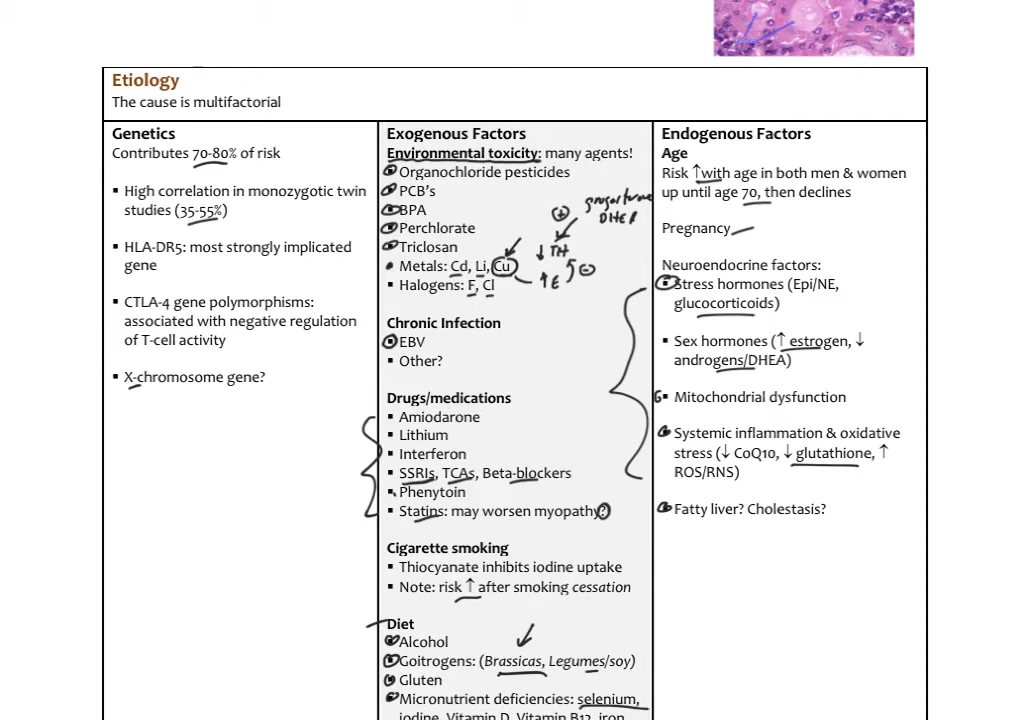 Etiology
The cause is multifactorial
Genetics
Contributes 70-80% of risk
▪ High correlation in monozygotic twin
studies (35-55%)
▪ HLA-DR5: most strongly implicated
gene
▪ CTLA-4 gene polymorphisms:
associated with negative regulation
of T-cell activity
▪ X-chromosome gene?
Exogenous Factors
Environmental toxicity: many agents!
▪ Organochloride pesticides
▪ PCB's
▪ BPA
▪ Perchlorate
▪ Triclosan
▪ Metals: Cd, Li, Cu
▪ Halogens: F, Cl
⊕
DHEA
↓ TH
↑ E
⊖
Chronic Infection
▪ EBV
▪ Other?
Drugs/medications
▪ Amiodarone
▪ Lithium
▪ Interferon
▪ SSRIs, TCAs, Beta-blockers
▪ Phenytoin
▪ Statins: may worsen myopathy?
Cigarette smoking
▪ Thiocyanate inhibits iodine uptake
▪ Note: risk ↑ after smoking cessation
Diet
▪ Alcohol
▪ Goitrogens: (Brassicas, Legumes/soy)
▪ Gluten
▪ Micronutrient deficiencies: selenium,
iodine, Vitamin D, Vitamin B12, iron
Endogenous Factors
Age
Risk ↑with age in both men & women
up until age 70, then declines
Pregnancy
Neuroendocrine factors:
▪ Stress hormones (Epi/NE,
glucocorticoids)
▪ Sex hormones (↑ estrogen, ↓
androgens/DHEA)
▪ Mitochondrial dysfunction
▪ Systemic inflammation & oxidative
stress (↓ CoQ10, ↓ glutathione, ↑
ROS/RNS)
▪ Fatty liver? Cholestasis?